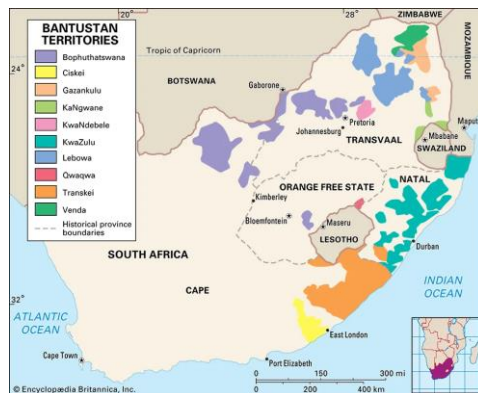 BANTUSTAN
TERRITORIES
Bophuthatswana
Ciskei
Gazankulu
KaNgwane
KwaNdebele
KwaZulu
Lebowa
Qwaqwa
Transkei
Venda
Historical province
boundaries
20
28
24
32
ZIMBABWE
MOZAMBIQUE
Tropic of Capricorn
BOTSWANA
Gaborone
Pretoria
Johannesburg
TRANSVAAL
Mbabane
Maputo
SWAZILAND
ORANGE FREE STATE
NATAL
Kimberley
Bloemfontein
Maseru
LESOTHO
Durban
SOUTH AFRICA
CAPE
INDIAN
OCEAN
ATLANTIC
OCEAN
East London
Cape Town
Port Elizabeth
0 150 300 mi
0 200 400 km
© Encyclopædia Britannica, Inc.